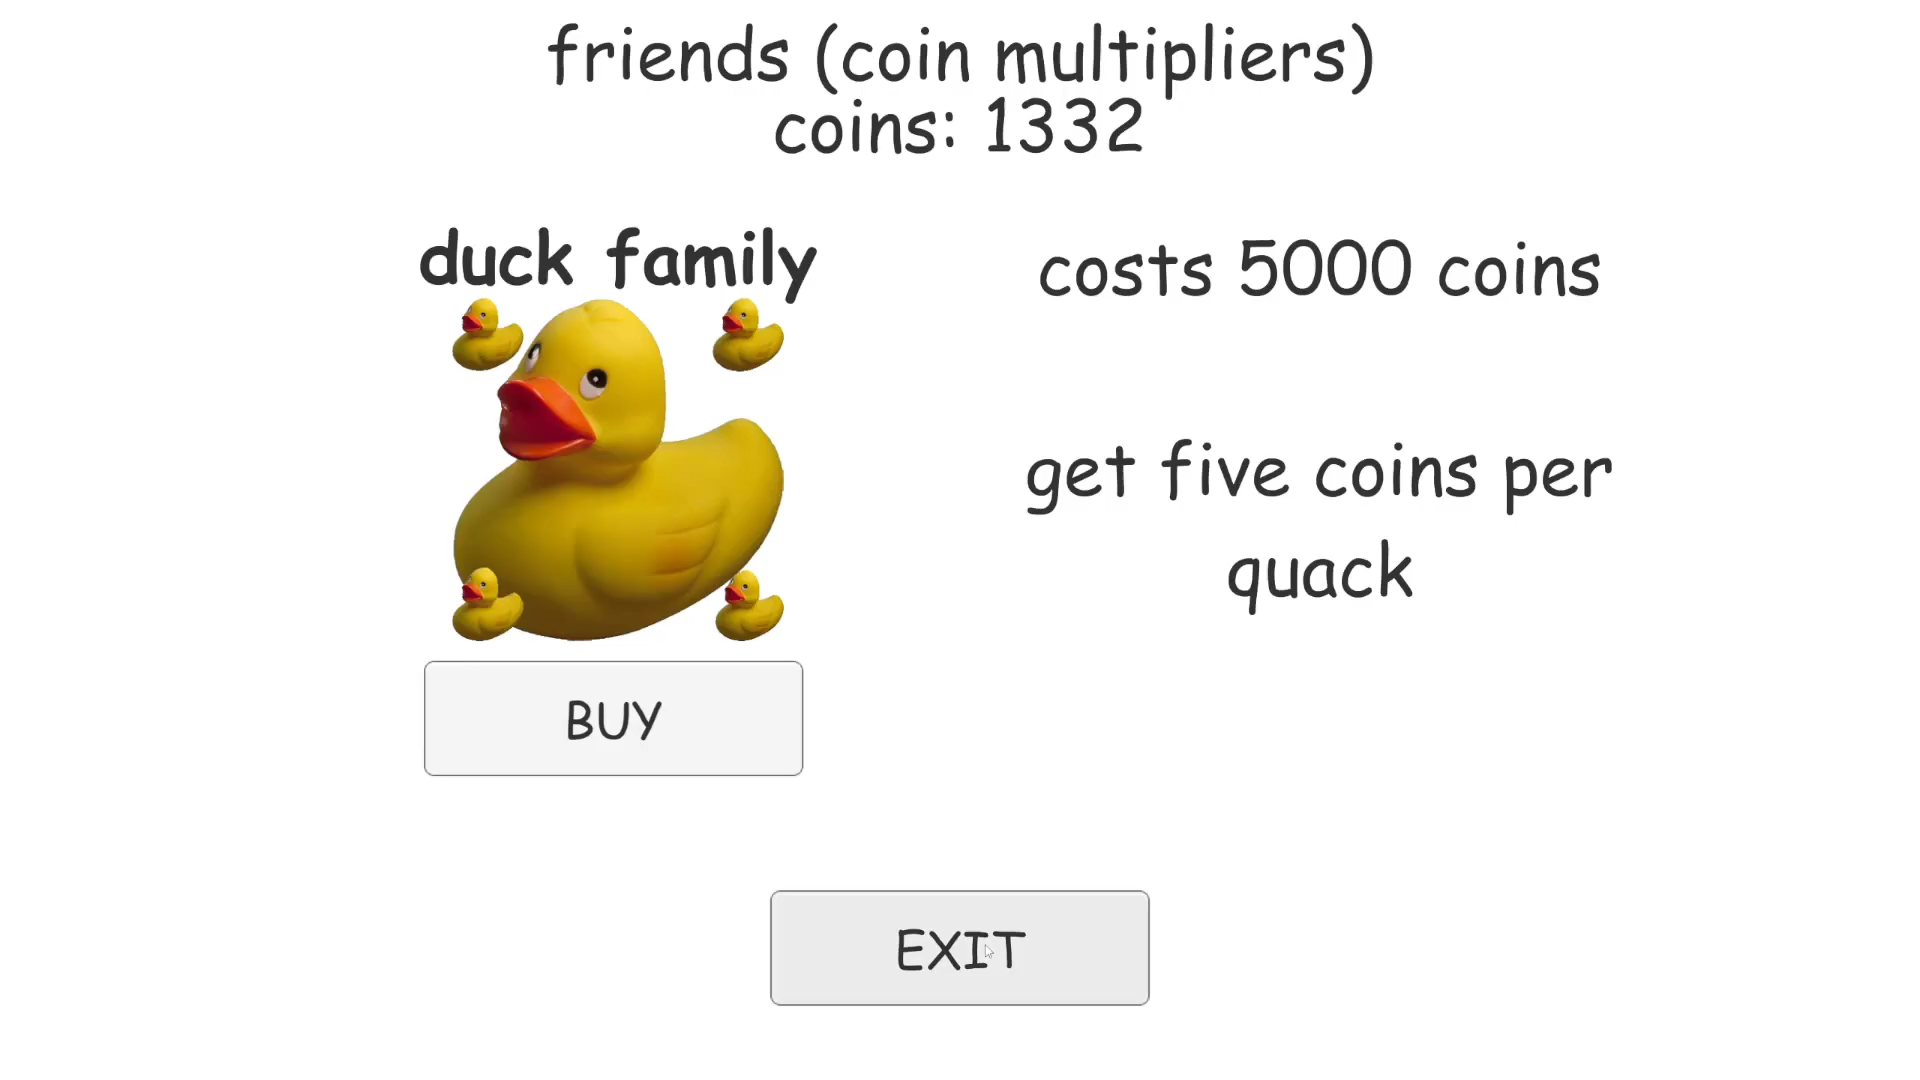 friends (coin multipliers)
coins: 1332
duck family
costs 5000 coins
get five coins per
quack
BUY
EXIT